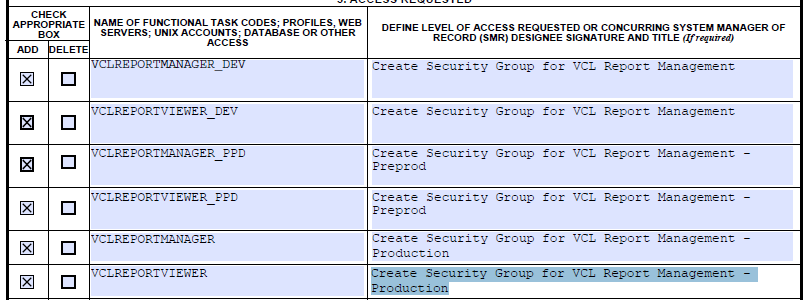 3. ACCESS REQUESTED
CHECK
APPROPRIATE
BOX
ADD DELETE
NAME OF FUNCTIONAL TASK CODES; PROFILES, WEB
SERVERS; UNIX ACCOUNTS; DATABASE OR OTHER
ACCESS
DEFINE LEVEL OF ACCESS REQUESTED OR CONCURRING SYSTEM MANAGER OF
RECORD (SMR) DESIGNEE SIGNATURE AND TITLE (If required)
VCLREPORTMANAGER_DEV
Create Security Group for VCL Report Management
VCLREPORTVIEWER_DEV
Create Security Group for VCL Report Management
VCLREPORTMANAGER_PPD
Create Security Group for VCL Report Management -
Preprod
VCLREPORTVIEWER_PPD
Create Security Group for VCL Report Management -
Preprod
VCLREPORTMANAGER
Create Security Group for VCL Report Management -
Production
VCLREPORTVIEWER
Create Security Group for VCL Report Management -
Production